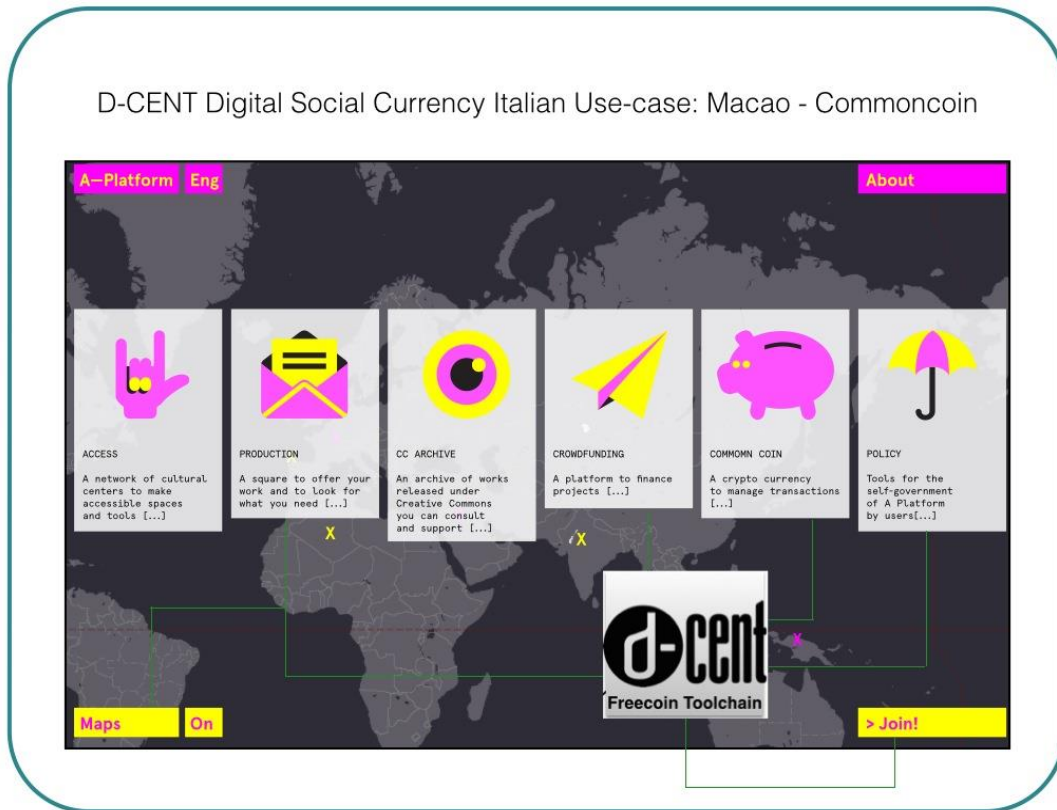 D-CENT Digital Social Currency Italian Use-case: Macao - Commoncoin
A—Platform
Eng
About
ACCESS
A network of cultural
centers to make
accessible spaces
and tools [...]
PRODUCTION
A square to offer your
work and to look for
what you need [...]
CC ARCHIVE
An archive of works
released under
Creative Commons
you can consult
and support [...]
CROWDFUNDING
A platform to finance
projects [...]
COMMOMN COIN
A crypto currency
to manage transactions
[...]
POLICY
Tools for the
self-government
of A Platform
by users[...]
X
X
X
d-cent
Freecoin Toolchain
Maps
On
> Join!